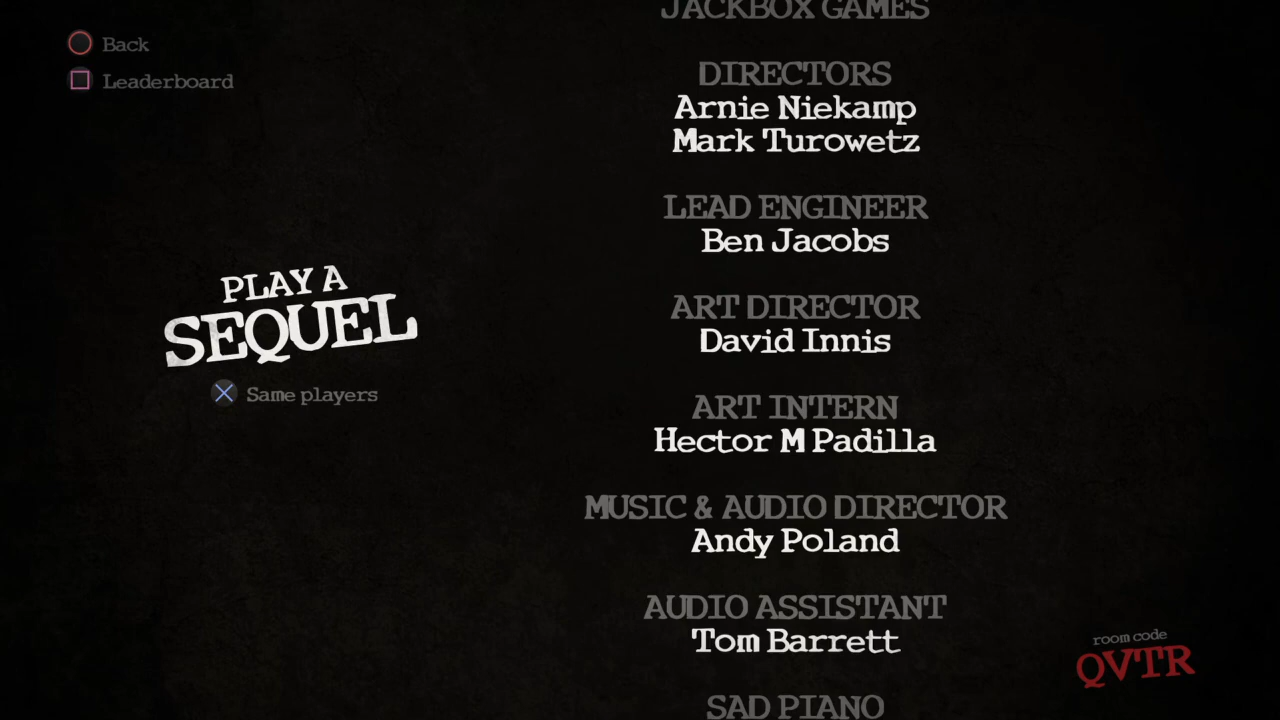 Back
Leaderboard
PLAY A
SEQUEL
Same players
JACKBOX GAMES
DIRECTORS
Arnie Niekamp
Mark Turowetz
LEAD ENGINEER
Ben Jacobs
ART DIRECTOR
David Innis
ART INTERN
Hector M Padilla
MUSIC & AUDIO DIRECTOR
Andy Poland
AUDIO ASSISTANT
Tom Barrett
SAD PIANO
room code
QVTR